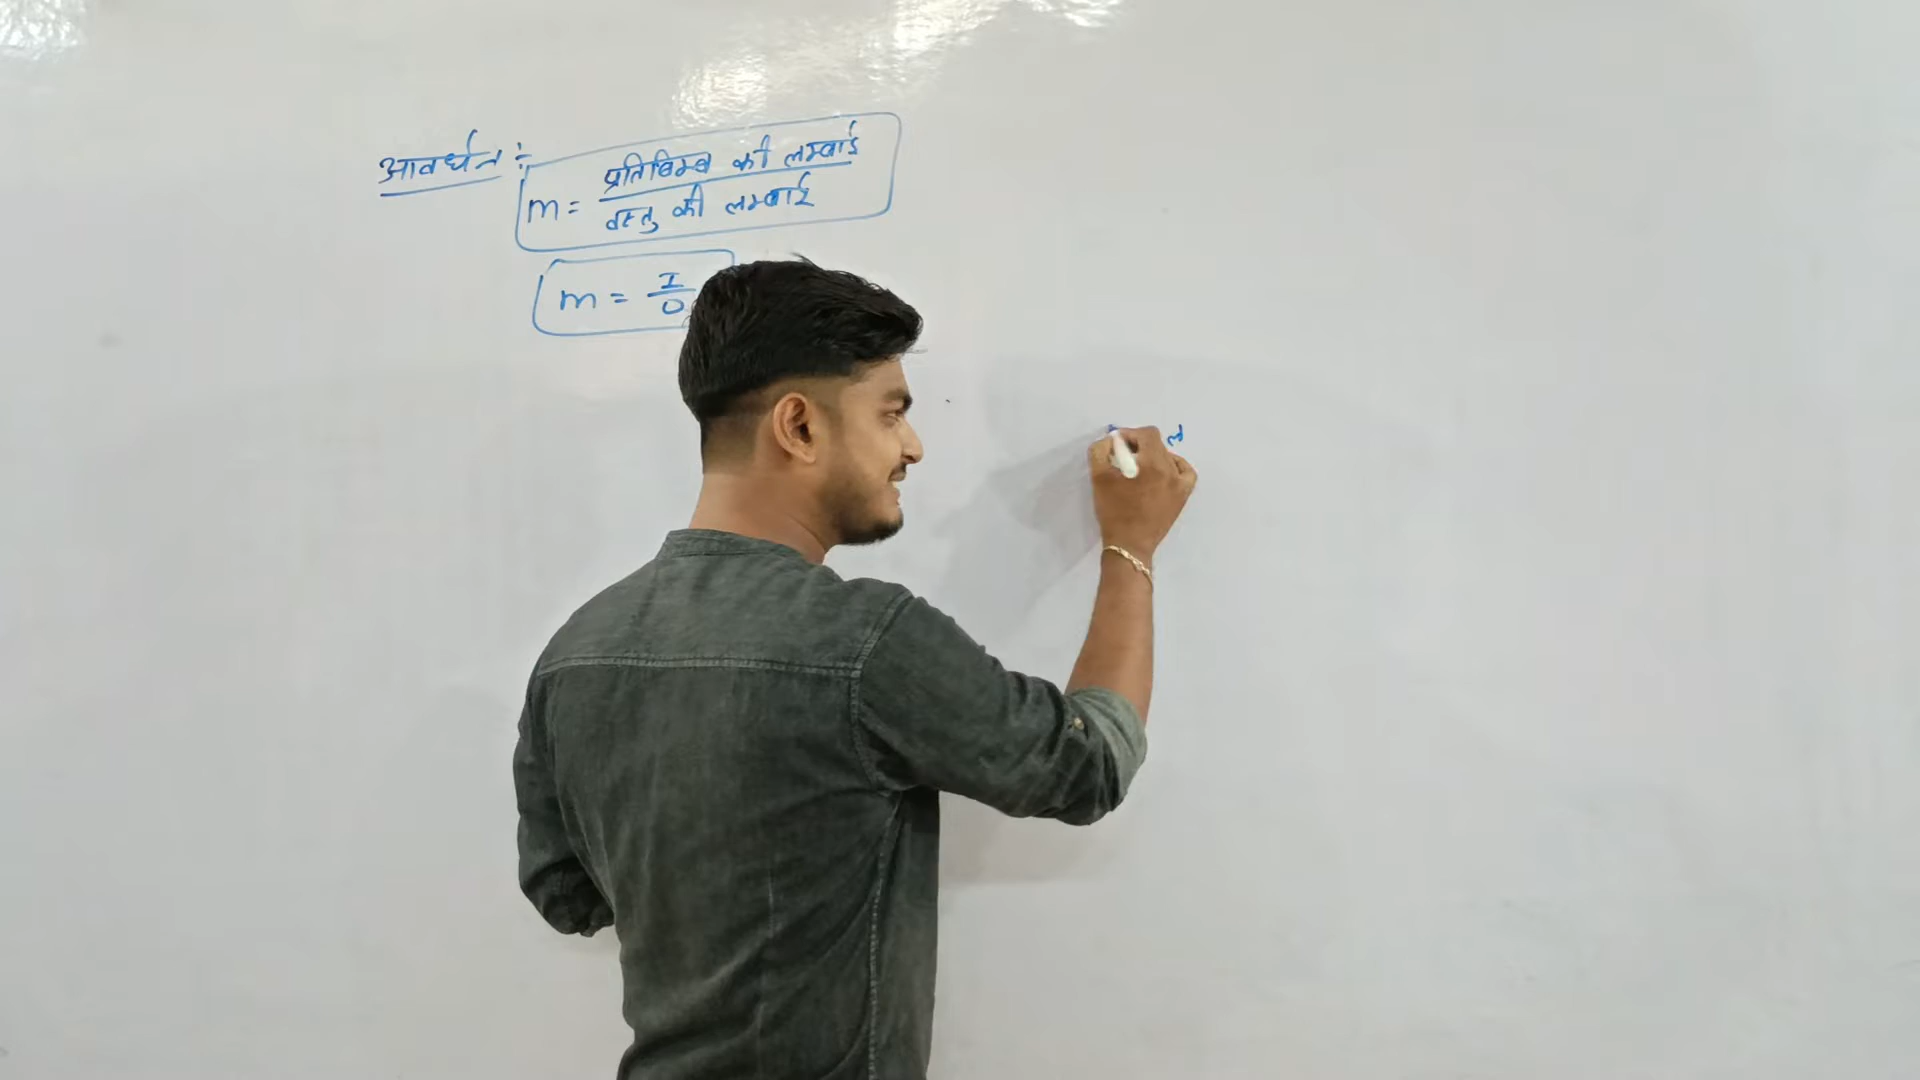 आवर्धन :-
m = प्रतिबिम्ब की लम्बाई
वस्तु की लम्बाई
m = I
O
ल